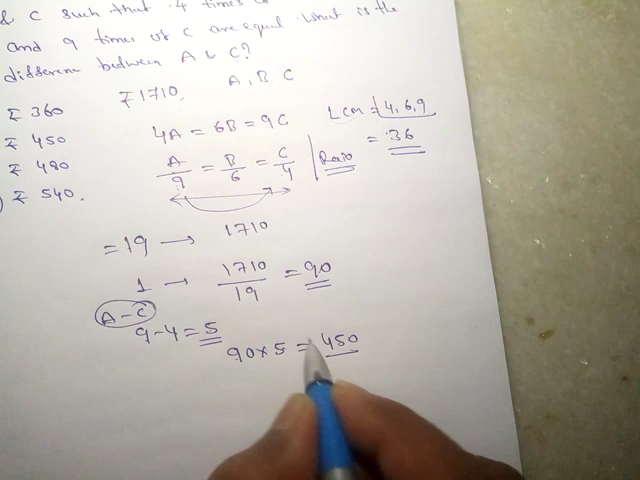 & C such that 4 times of
and 9 times of C are equal. What is the
difference between A & C?
₹ 360
₹ 450
₹ 480
₹ 540.
₹1710.
A, B, C
4A = 6B = 9C
LCM = 4, 6, 9
= 36
A/9 = B/6 = C/4
Raio
= 19 → 1710
1 → 1710/19 = 90
A - C
9 - 4 = 5
90 × 5 = 450